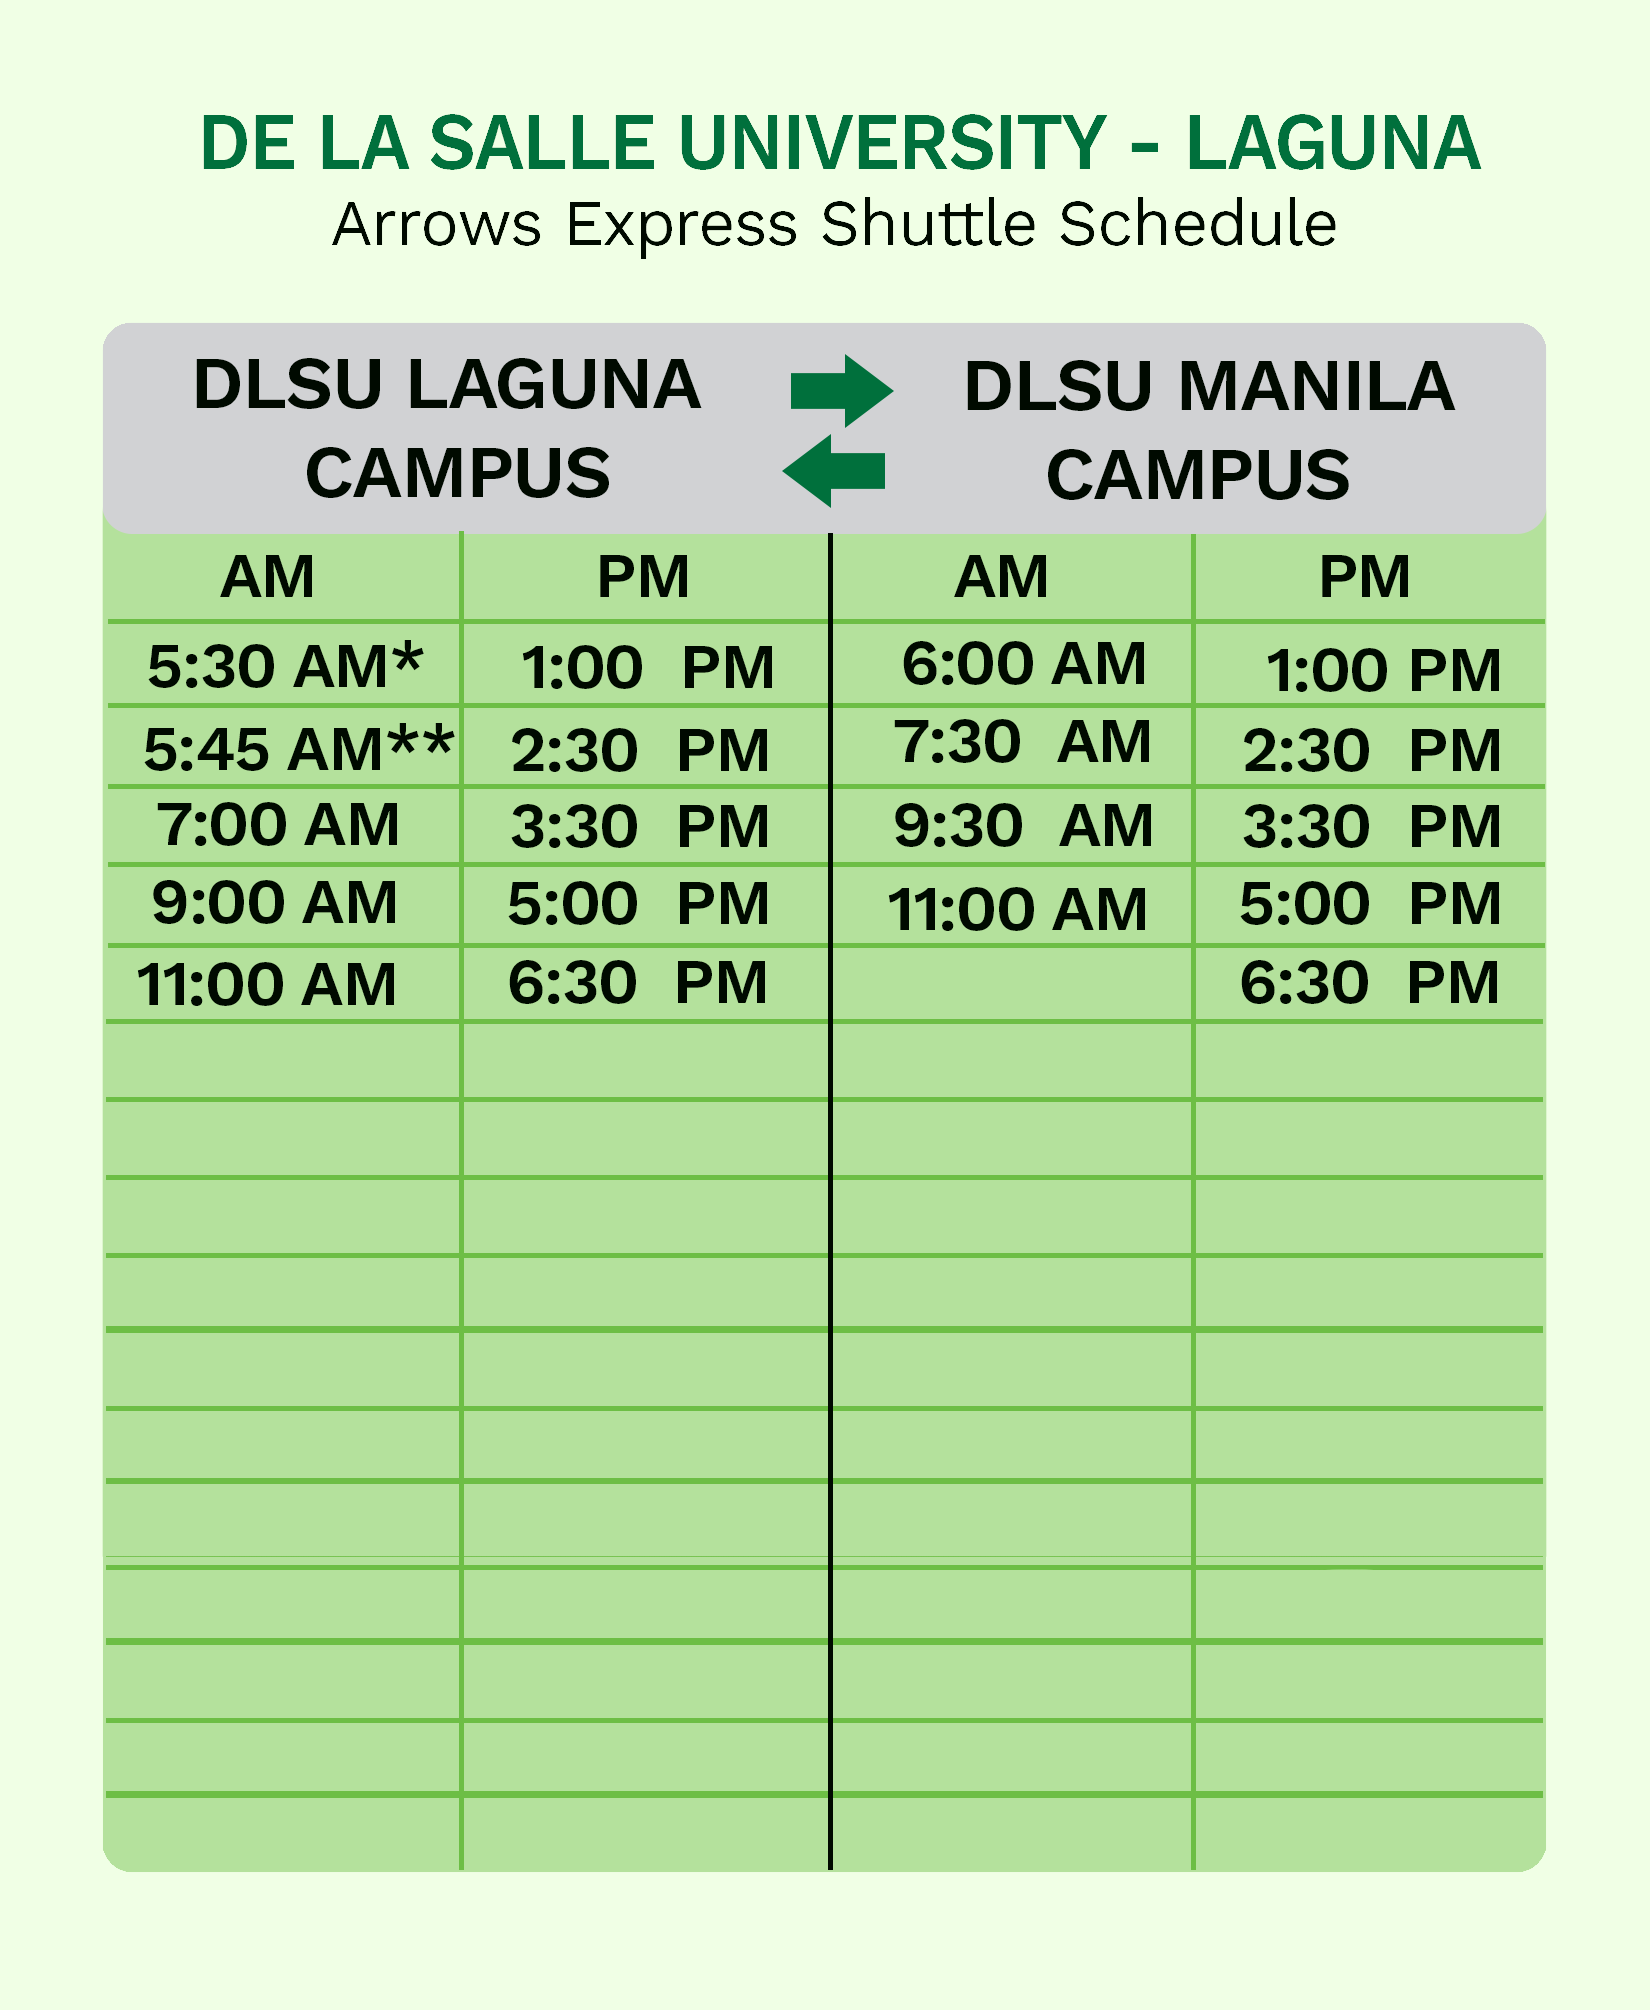 DE LA SALLE UNIVERSITY - LAGUNA
Arrows Express Shuttle Schedule
DLSU LAGUNA CAMPUS
DLSU MANILA CAMPUS
AM PM AM PM
5:30 AM* 1:00 PM 6:00 AM 1:00 PM
5:45 AM** 2:30 PM 7:30 AM 2:30 PM
7:00 AM 3:30 PM 9:30 AM 3:30 PM
9:00 AM 5:00 PM 11:00 AM 5:00 PM
11:00 AM 6:30 PM 6:30 PM